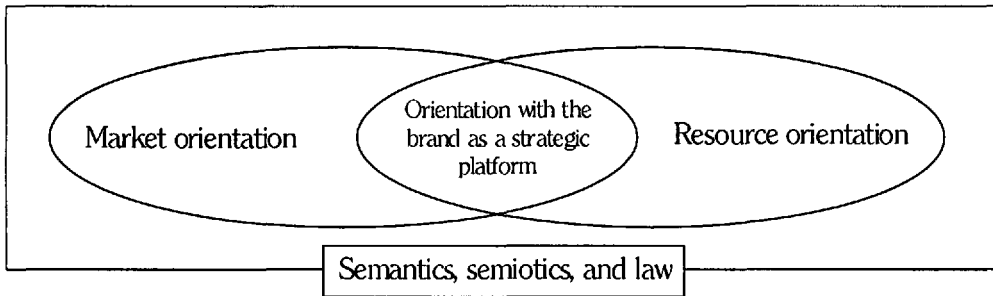 Market orientation
Orientation with the
brand as a strategic
platform
Resource orientation
Semantics, semiotics, and law